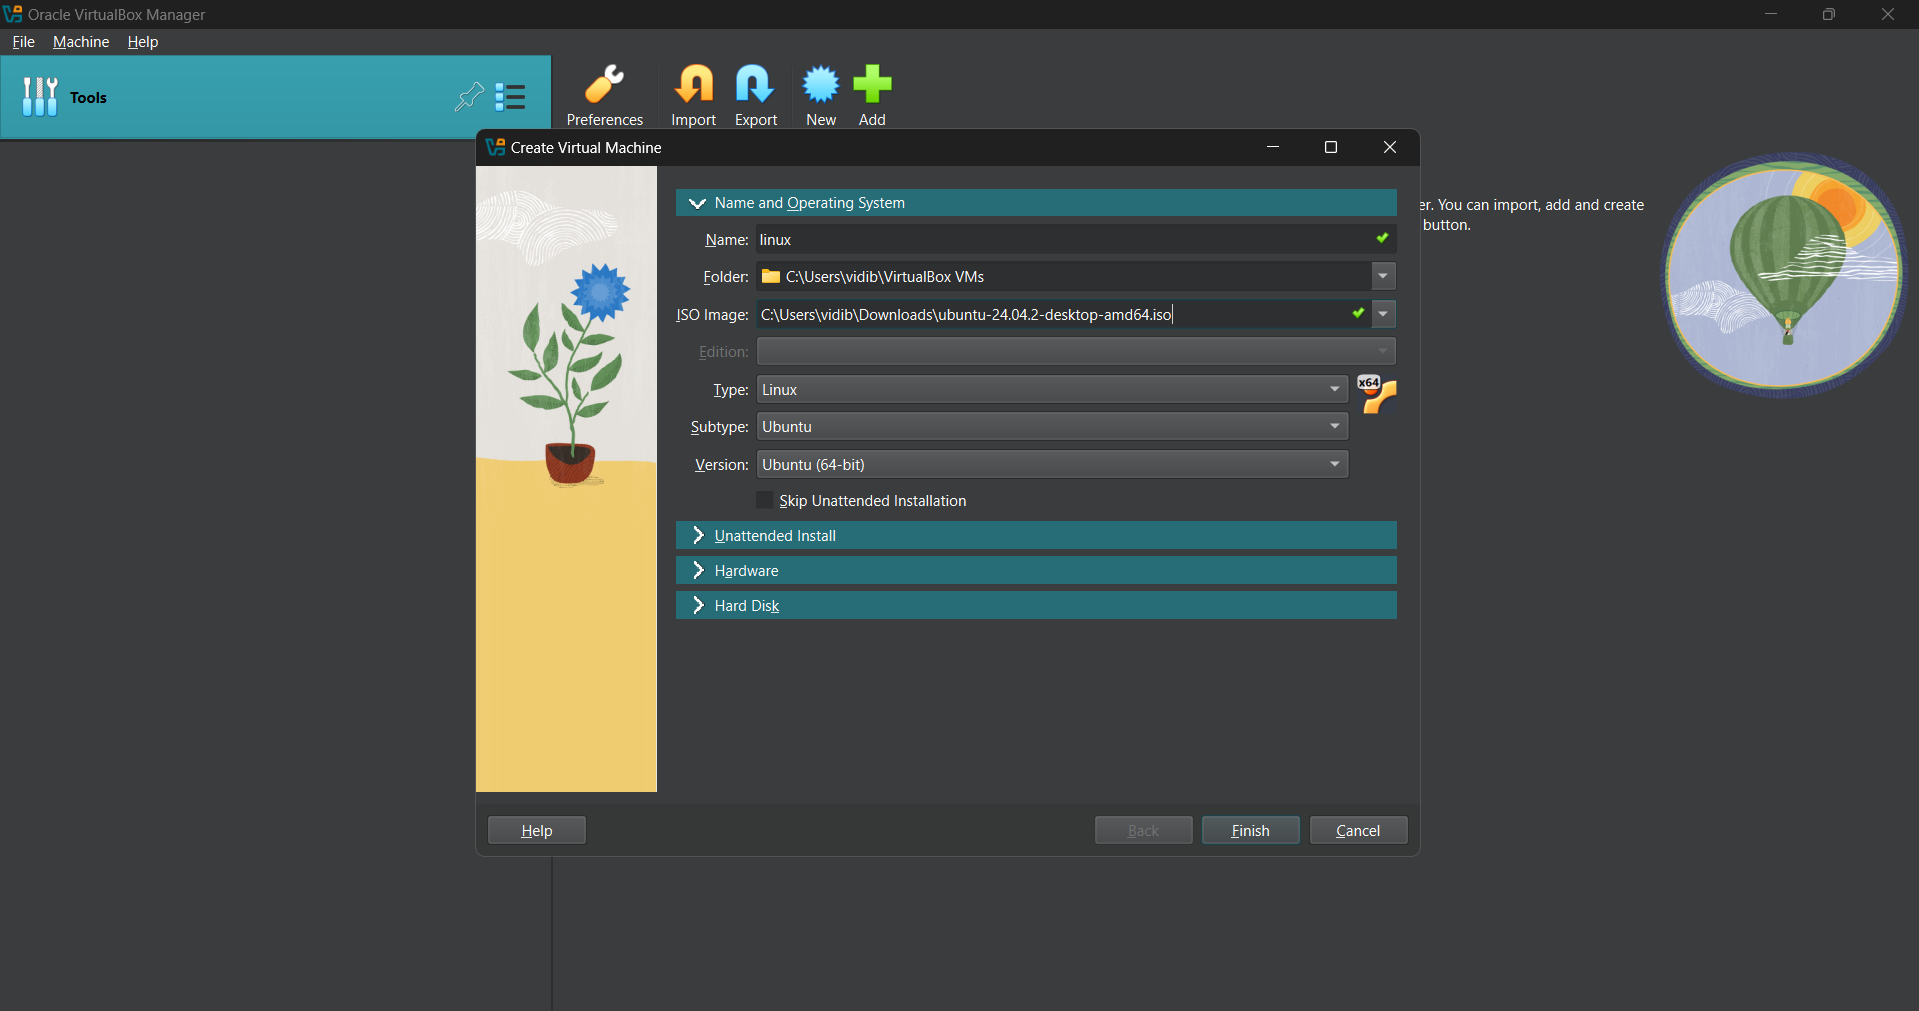 Oracle VirtualBox Manager
File Machine Help
Tools
Preferences Import Export New Add
Create Virtual Machine
er. You can import, add and create
button.
Name and Operating System
Name: linux
Folder: C:\Users\vidib\VirtualBox VMs
ISO Image: C:\Users\vidib\Downloads\ubuntu-24.04.2-desktop-amd64.iso
Edition:
Type: Linux x64
Subtype: Ubuntu
Version: Ubuntu (64-bit)
Skip Unattended Installation
Unattended Install
Hardware
Hard Disk
Help Back Finish Cancel